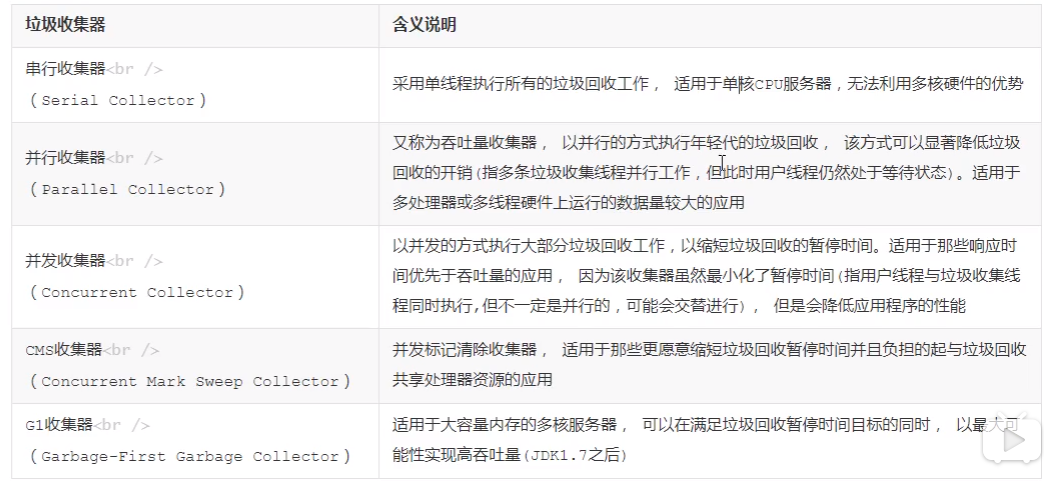 垃圾收集器 含义说明
串行收集器<br />
(Serial Collector)
采用单线程执行所有的垃圾回收工作， 适用于单核CPU服务器，无法利用多核硬件的优势
并行收集器<br />
(Parallel Collector)
又称为吞吐量收集器， 以并行的方式执行年轻代的垃圾回收， 该方式可以显著降低垃圾
回收的开销(指多条垃圾收集线程并行工作，但此时用户线程仍然处于等待状态)。适用于
多处理器或多线程硬件上运行的数据量较大的应用
并发收集器<br />
(Concurrent Collector)
以并发的方式执行大部分垃圾回收工作，以缩短垃圾回收的暂停时间。适用于那些响应时
间优先于吞吐量的应用， 因为该收集器虽然最小化了暂停时间(指用户线程与垃圾收集线
程同时执行,但不一定是并行的，可能会交替进行)， 但是会降低应用程序的性能
CMS收集器<br />
(Concurrent Mark Sweep Collector)
并发标记清除收集器， 适用于那些更愿意缩短垃圾回收暂停时间并且负担的起与垃圾回收
共享处理器资源的应用
G1收集器<br />
(Garbage-First Garbage Collector)
适用于大容量内存的多核服务器， 可以在满足垃圾回收暂停时间目标的同时， 以最大可
能性实现高吞吐量(JDK1.7之后)